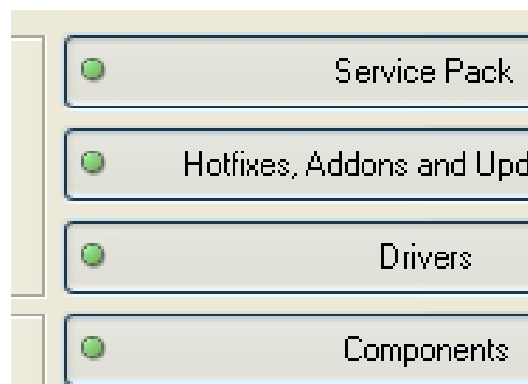 Service Pack
Hotfixes, Addons and Upd
Drivers
Components